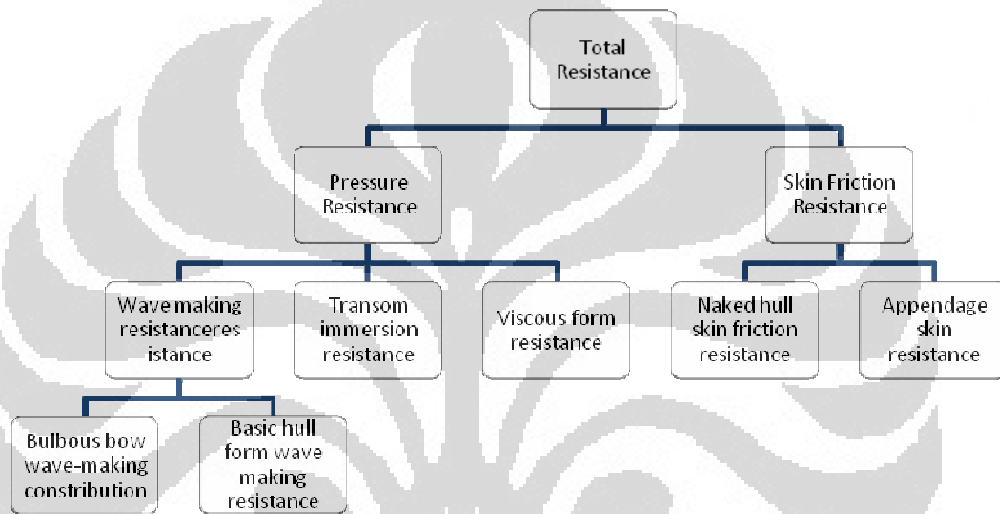 Total
Resistance
Pressure
Resistance
Skin Friction
Resistance
Wave making
resistanceres
istance
Transom
immersion
resistance
Viscous form
resistance
Naked hull
skin friction
resistance
Appendage
skin
resistance
Bulbous bow
wave-making
constribution
Basic hull
form wave
making
resistance